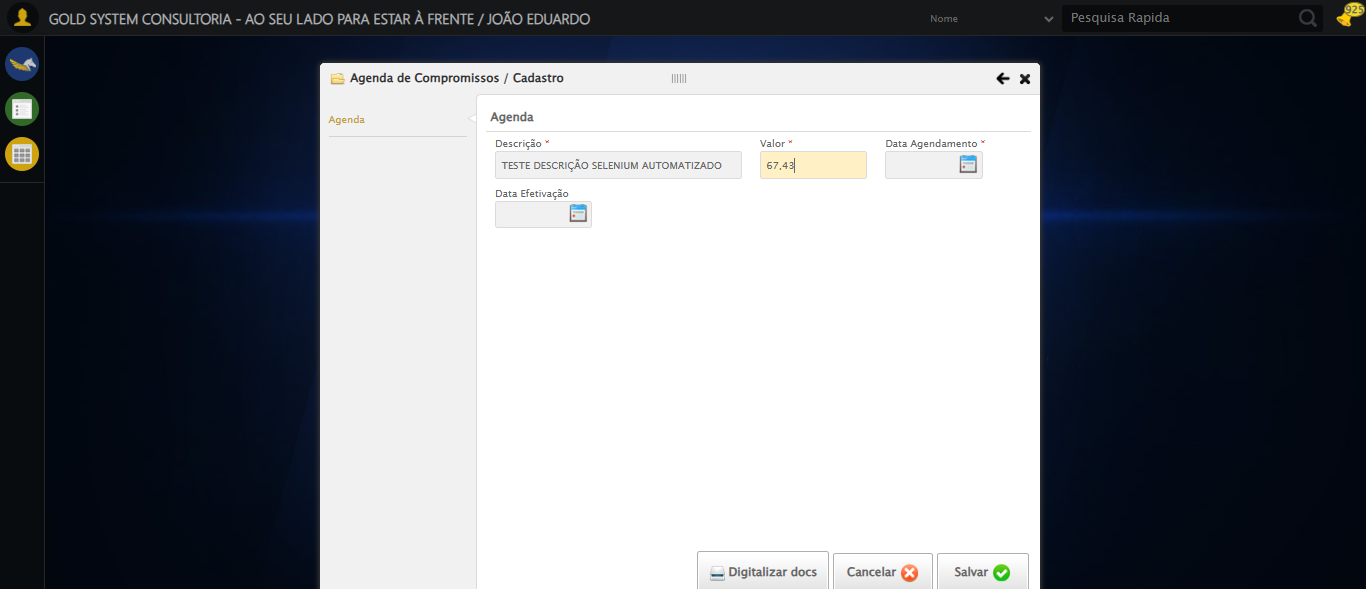 GOLD SYSTEM CONSULTORIA - AO SEU LADO PARA ESTAR À FRENTE / JOÃO EDUARDO
Nome
Pesquisa Rapida
925
Agenda de Compromissos / Cadastro
Agenda
Agenda
Descrição *
Valor *
Data Agendamento *
TESTE DESCRIÇÃO SELENIUM AUTOMATIZADO
67,43
Data Efetivação
Digitalizar docs
Cancelar
Salvar